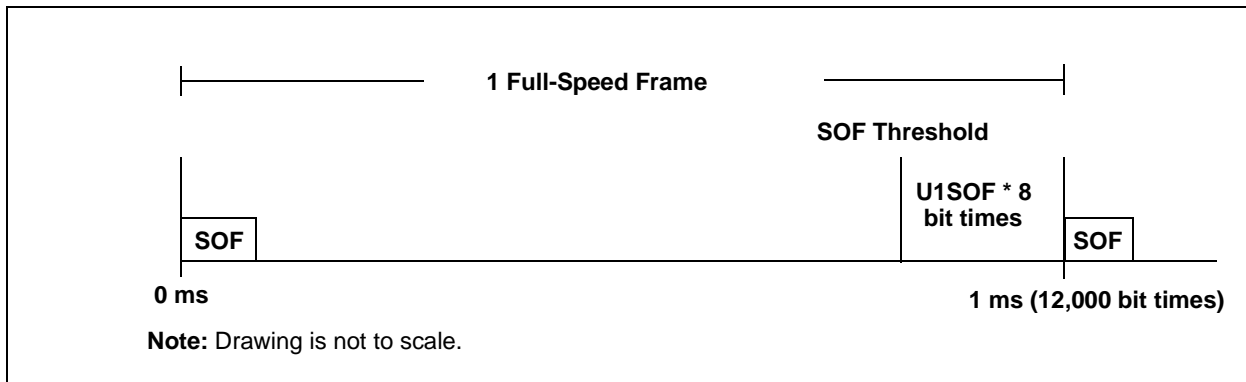 1 Full-Speed Frame
SOF Threshold
U1SOF * 8
bit times
SOF
SOF
0 ms
1 ms (12,000 bit times)
Note: Drawing is not to scale.